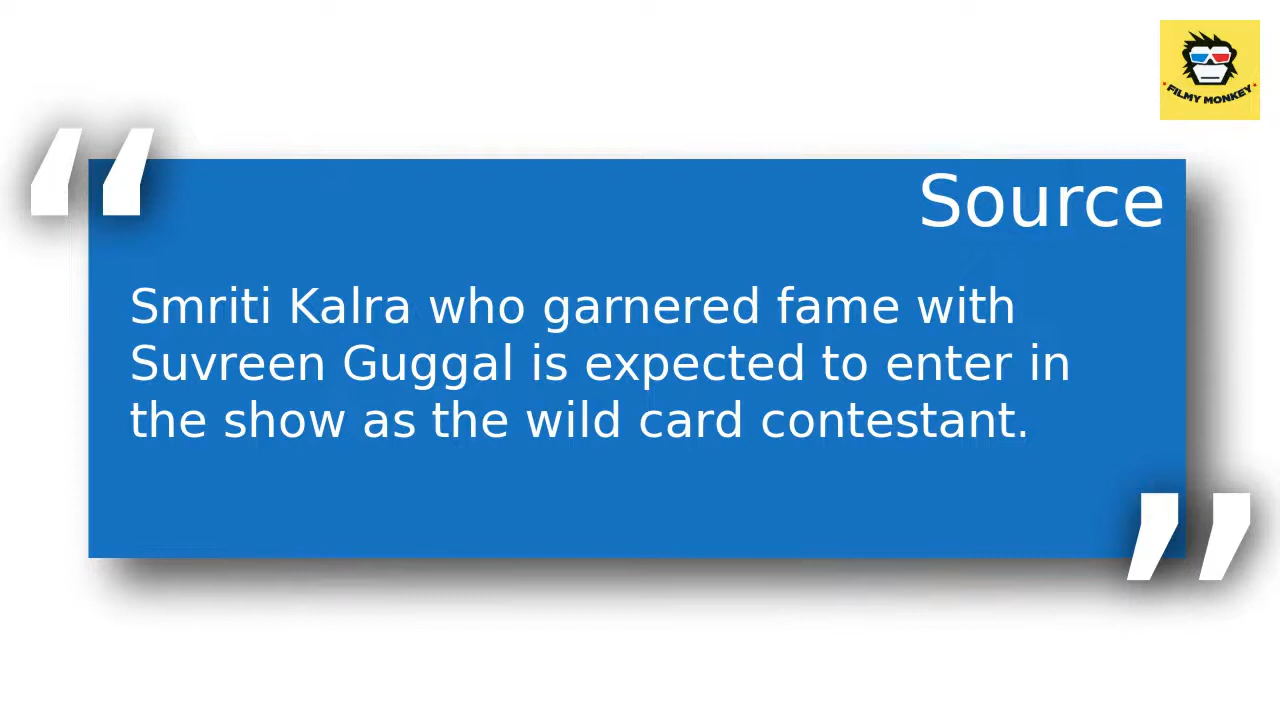 FILMY MONKEY
“
Source
Smriti Kalra who garnered fame with
Suvreen Guggal is expected to enter in
the show as the wild card contestant.
”